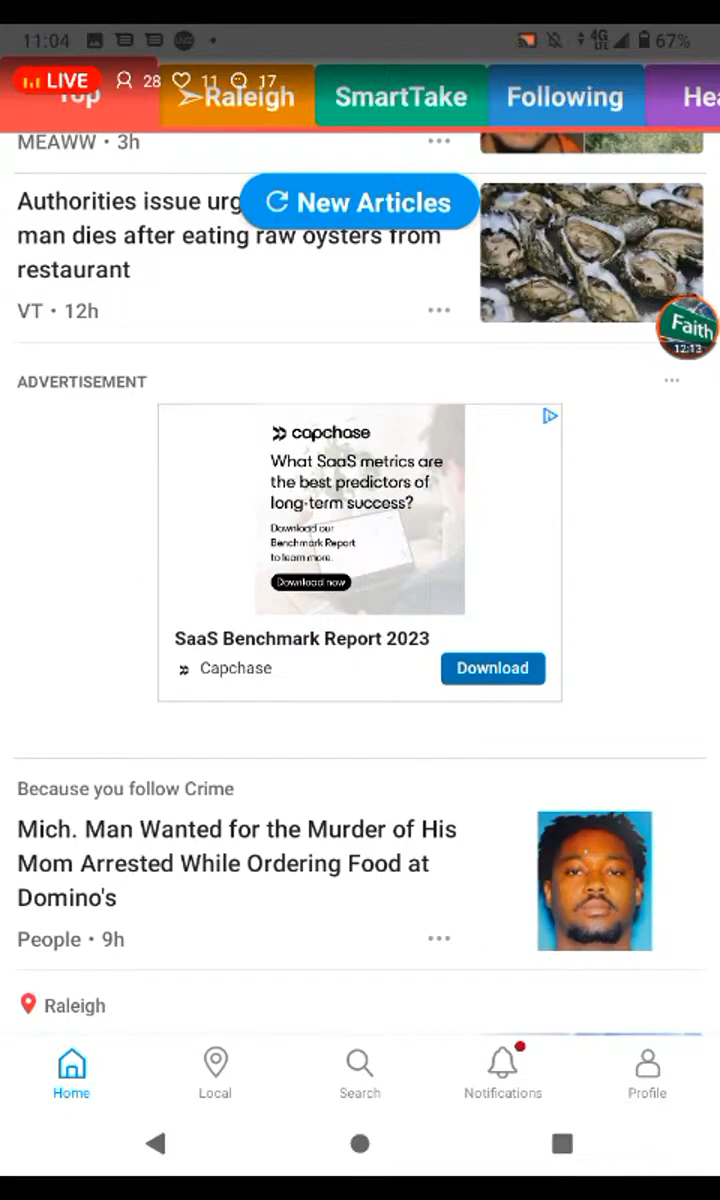 11:04
4G
LTE
67%
LIVE 28 11 17
Top
Raleigh
SmartTake
Following
Hea
MEAWW • 3h
Authorities issue urg
New Articles
man dies after eating raw oysters from
restaurant
VT • 12h
Faith
12:13
ADVERTISEMENT
capchase
What SaaS metrics are
the best predictors of
long-term success?
Download our
Benchmark Report
to learn more.
Download now
SaaS Benchmark Report 2023
Capchase
Download
Because you follow Crime
Mich. Man Wanted for the Murder of His
Mom Arrested While Ordering Food at
Domino's
People • 9h
Raleigh
Home
Local
Search
Notifications
Profile